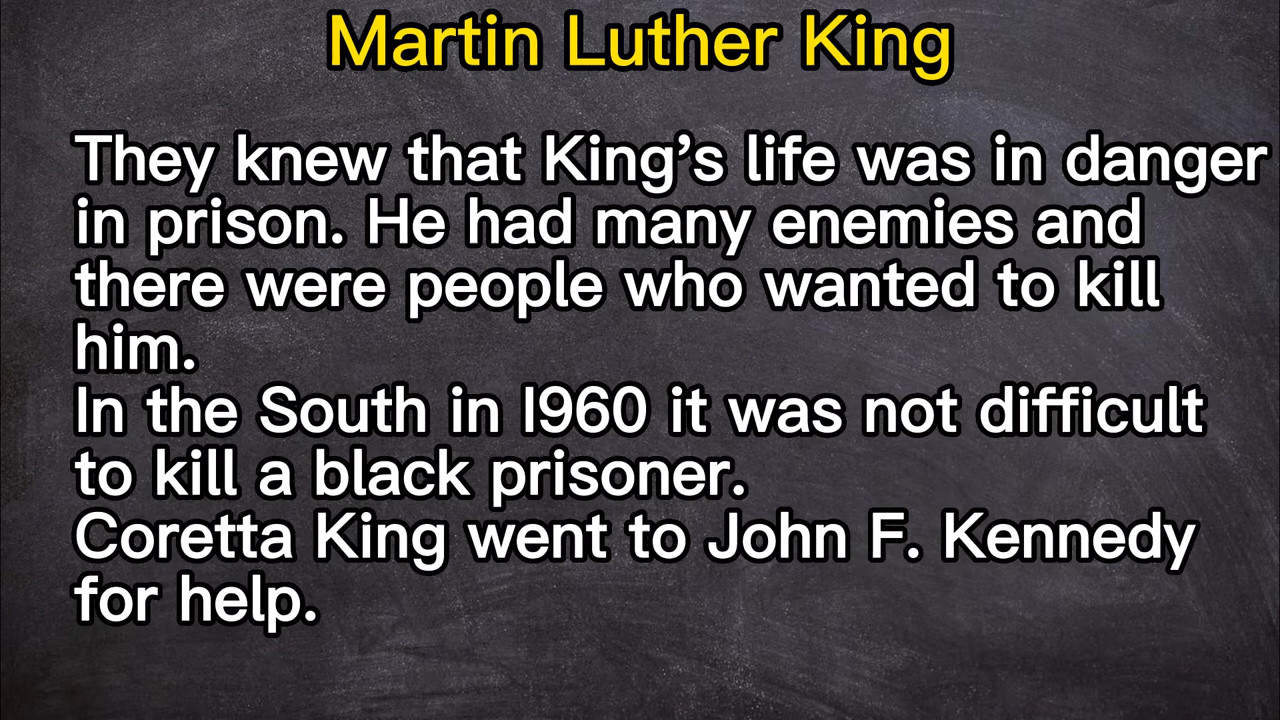 Martin Luther King
They knew that King’s life was in danger
in prison. He had many enemies and
there were people who wanted to kill
him.
In the South in I960 it was not difficult
to kill a black prisoner.
Coretta King went to John F. Kennedy
for help.